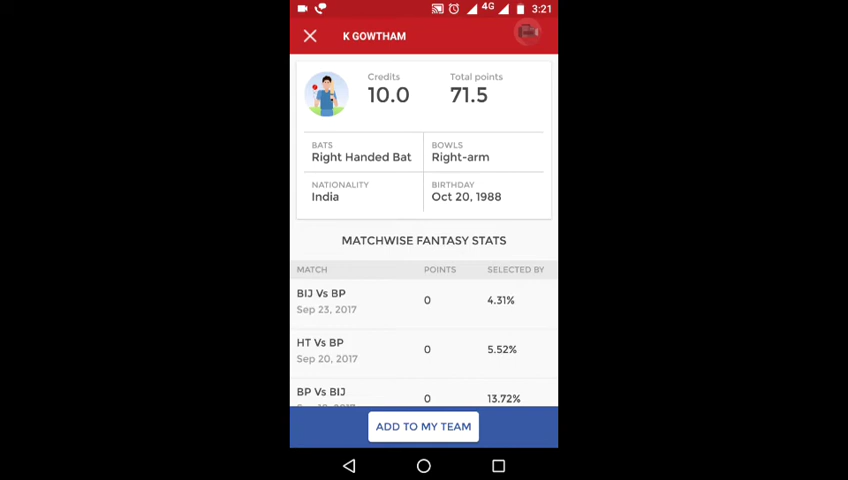 4G 3:21
K GOWTHAM
Credits Total points
10.0 71.5
BATS BOWLS
Right Handed Bat Right-arm
NATIONALITY BIRTHDAY
India Oct 20, 1988
MATCHWISE FANTASY STATS
MATCH POINTS SELECTED BY
BIJ Vs BP 0 4.31%
Sep 23, 2017
HT Vs BP 0 5.52%
Sep 20, 2017
BP Vs BIJ 0 13.72%
ADD TO MY TEAM